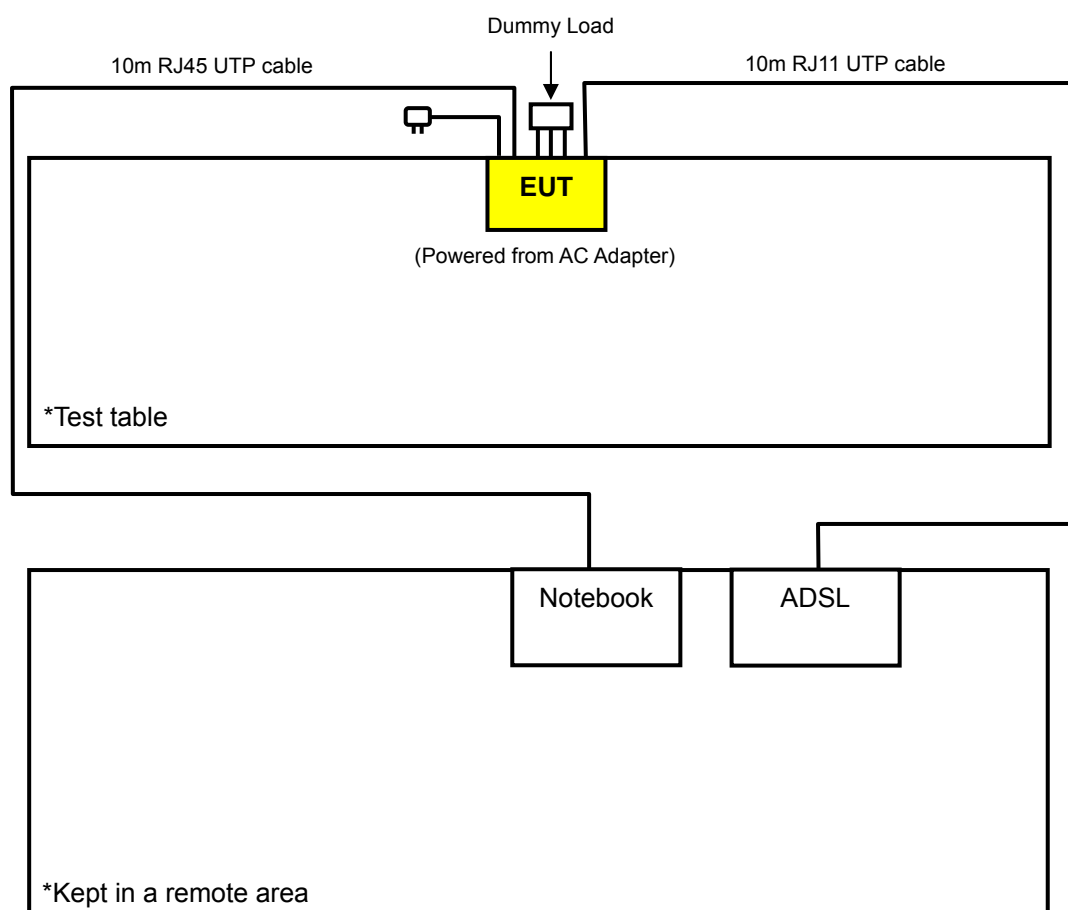 Dummy Load
10m RJ45 UTP cable
10m RJ11 UTP cable
EUT
(Powered from AC Adapter)
*Test table
Notebook
ADSL
*Kept in a remote area